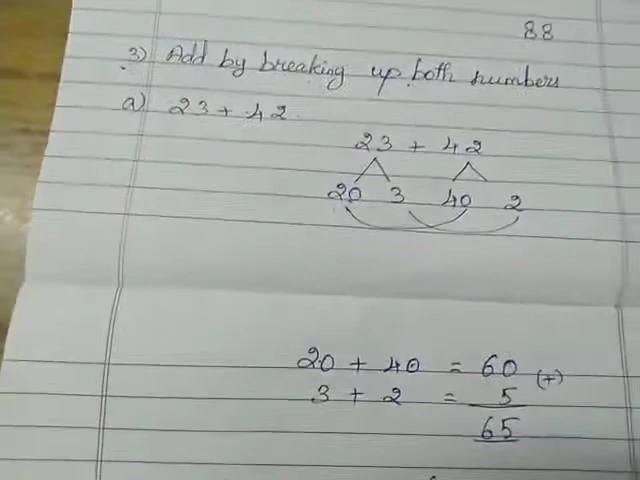 88
3) Add by breaking up both numbers
a) 23 + 42
23 + 42
20 3 40 2
20 + 40 = 60 (+)
3 + 2 = 5
65